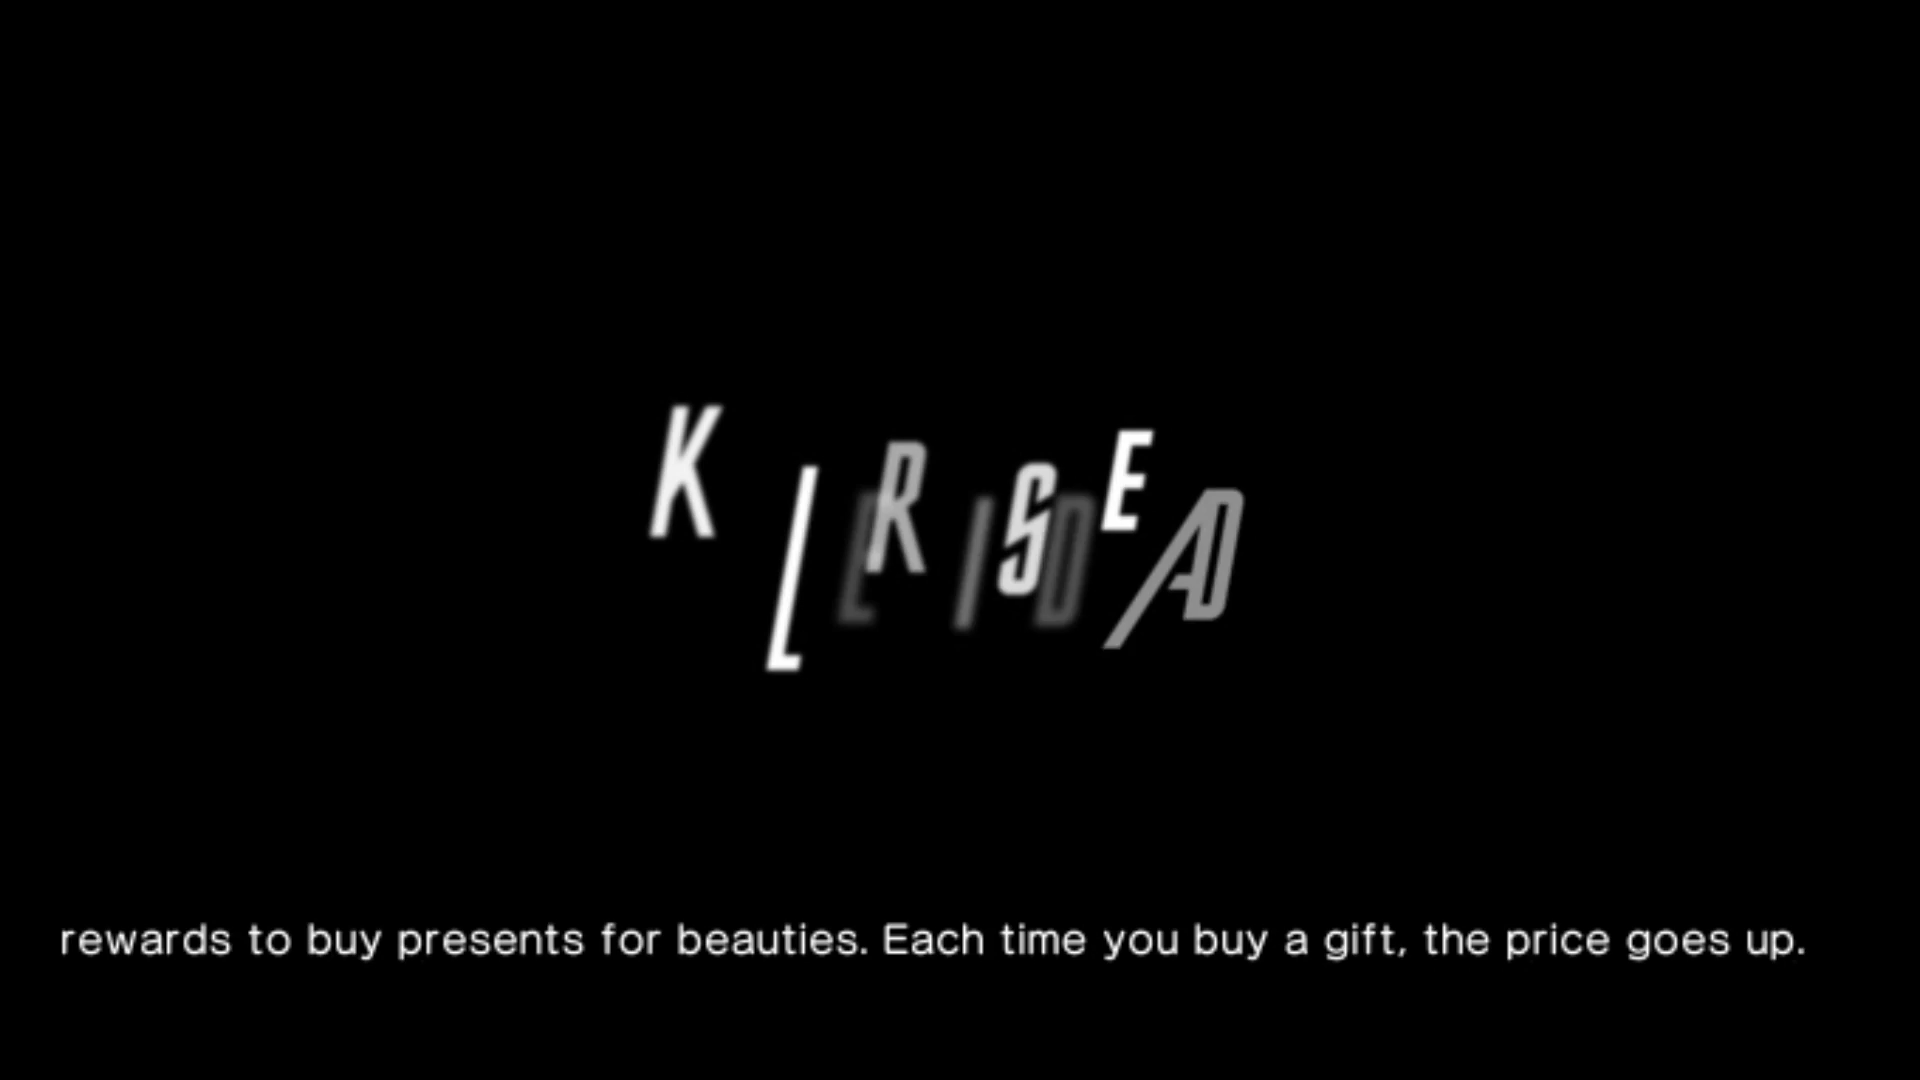 K L R S E A D
rewards to buy presents for beauties. Each time you buy a gift, the price goes up.